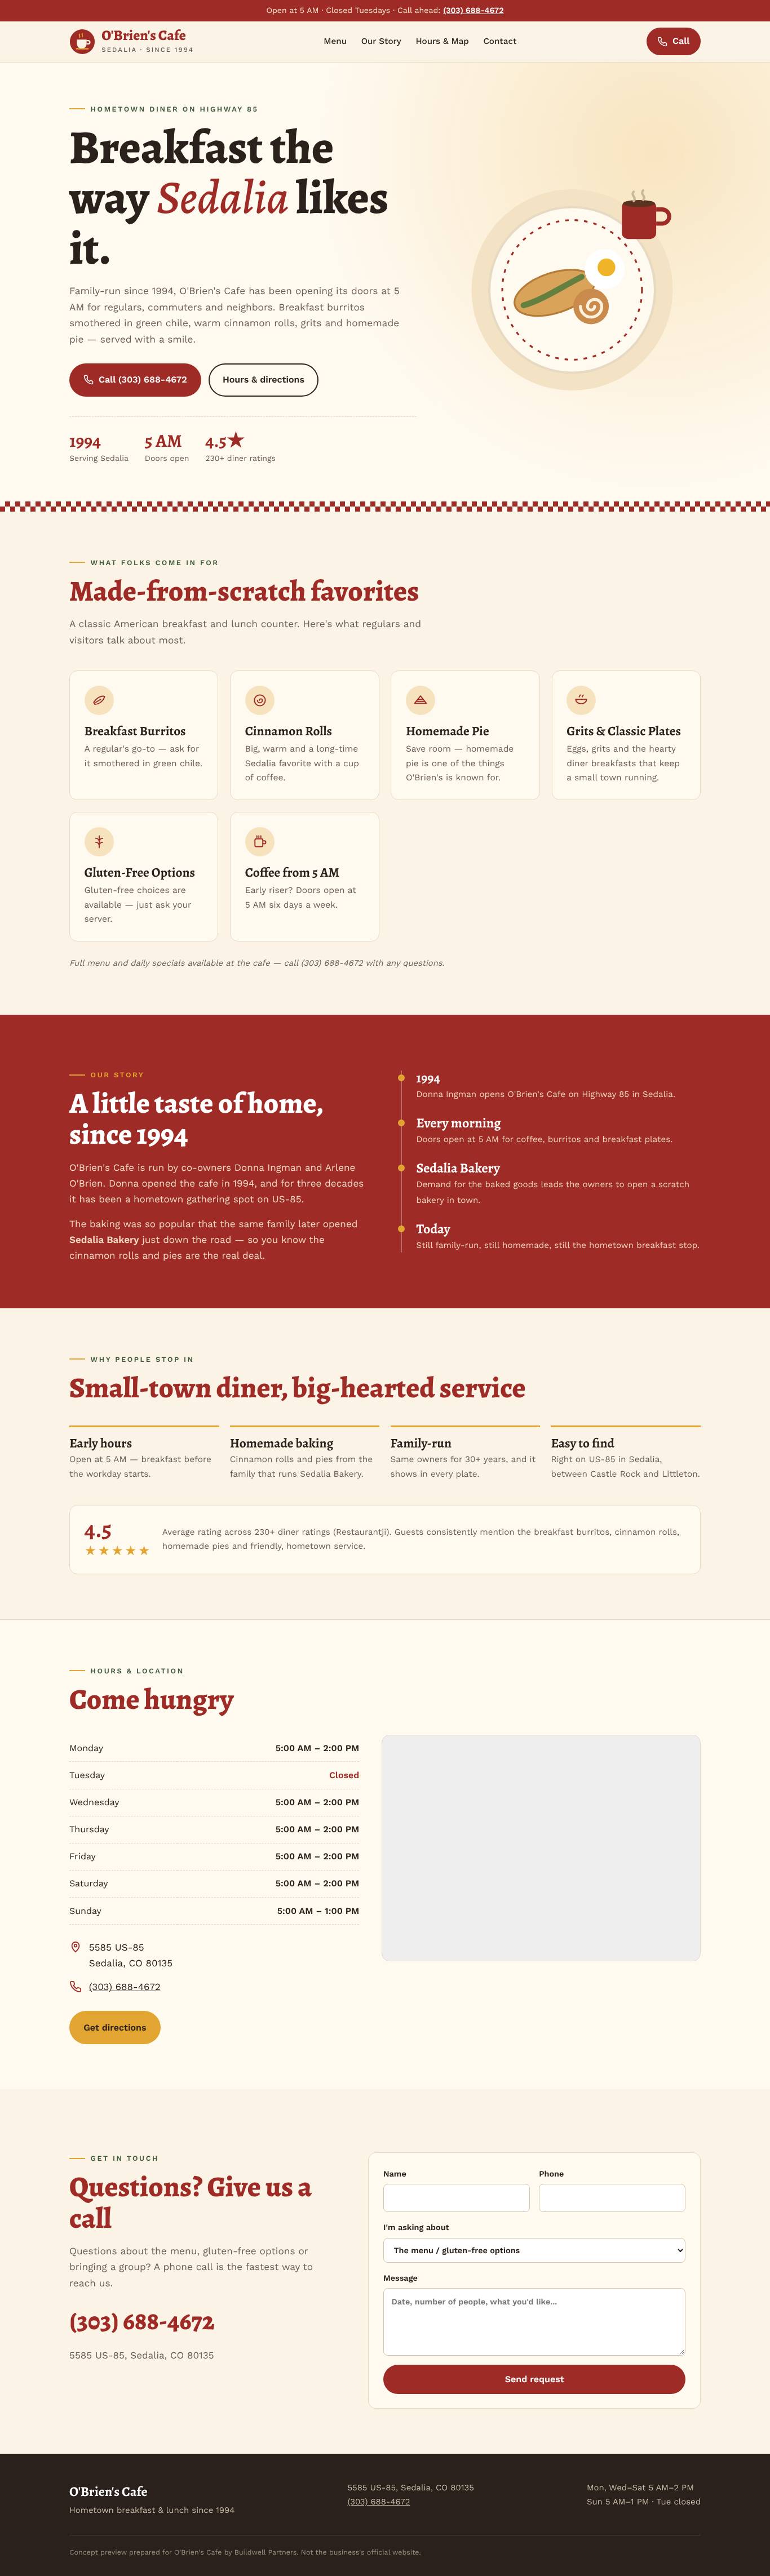 Open at 5 AM · Closed Tuesdays · Call ahead: (303) 688-4672
O'Brien's Cafe
SEDALIA · SINCE 1994
Menu
Our Story
Hours & Map
Contact
Call
HOMETOWN DINER ON HIGHWAY 85
Breakfast the
way Sedalia likes
it.
Family-run since 1994, O'Brien's Cafe has been opening its doors at 5
AM for regulars, commuters and neighbors. Breakfast burritos
smothered in green chile, warm cinnamon rolls, grits and homemade
pie — served with a smile.
Call (303) 688-4672
Hours & directions
1994
Serving Sedalia
5 AM
Doors open
4.5★
230+ diner ratings
WHAT FOLKS COME IN FOR
Made-from-scratch favorites
A classic American breakfast and lunch counter. Here's what regulars and
visitors talk about most.
Breakfast Burritos
A regular's go-to — ask for
it smothered in green chile.
Cinnamon Rolls
Big, warm and a long-time
Sedalia favorite with a cup
of coffee.
Homemade Pie
Save room — homemade
pie is one of the things
O'Brien's is known for.
Grits & Classic Plates
Eggs, grits and the hearty
diner breakfasts that keep
a small town running.
Gluten-Free Options
Gluten-free choices are
available — just ask your
server.
Coffee from 5 AM
Early riser? Doors open at
5 AM six days a week.
Full menu and daily specials available at the cafe — call (303) 688-4672 with any questions.
OUR STORY
A little taste of home,
since 1994
O'Brien's Cafe is run by co-owners Donna Ingman and Arlene
O'Brien. Donna opened the cafe in 1994, and for three decades
it has been a hometown gathering spot on US-85.
The baking was so popular that the same family later opened
Sedalia Bakery just down the road — so you know the
cinnamon rolls and pies are the real deal.
1994
Donna Ingman opens O'Brien's Cafe on Highway 85 in Sedalia.
Every morning
Doors open at 5 AM for coffee, burritos and breakfast plates.
Sedalia Bakery
Demand for the baked goods leads the owners to open a scratch
bakery in town.
Today
Still family-run, still homemade, still the hometown breakfast stop.
WHY PEOPLE STOP IN
Small-town diner, big-hearted service
Early hours
Open at 5 AM — breakfast before
the workday starts.
Homemade baking
Cinnamon rolls and pies from the
family that runs Sedalia Bakery.
Family-run
Same owners for 30+ years, and it
shows in every plate.
Easy to find
Right on US-85 in Sedalia,
between Castle Rock and Littleton.
4.5
★★★★★
Average rating across 230+ diner ratings (Restaurantji). Guests consistently mention the breakfast burritos, cinnamon rolls,
homemade pies and friendly, hometown service.
HOURS & LOCATION
Come hungry
Monday 5:00 AM – 2:00 PM
Tuesday Closed
Wednesday 5:00 AM – 2:00 PM
Thursday 5:00 AM – 2:00 PM
Friday 5:00 AM – 2:00 PM
Saturday 5:00 AM – 2:00 PM
Sunday 5:00 AM – 1:00 PM
5585 US-85
Sedalia, CO 80135
(303) 688-4672
Get directions
GET IN TOUCH
Questions? Give us a
call
Questions about the menu, gluten-free options or
bringing a group? A phone call is the fastest way to
reach us.
(303) 688-4672
5585 US-85, Sedalia, CO 80135
Name
Phone
I'm asking about
The menu / gluten-free options
Message
Date, number of people, what you'd like...
Send request
O'Brien's Cafe
Hometown breakfast & lunch since 1994
5585 US-85, Sedalia, CO 80135
(303) 688-4672
Mon, Wed–Sat 5 AM–2 PM
Sun 5 AM–1 PM · Tue closed
Concept preview prepared for O'Brien's Cafe by Buildwell Partners. Not the business's official website.